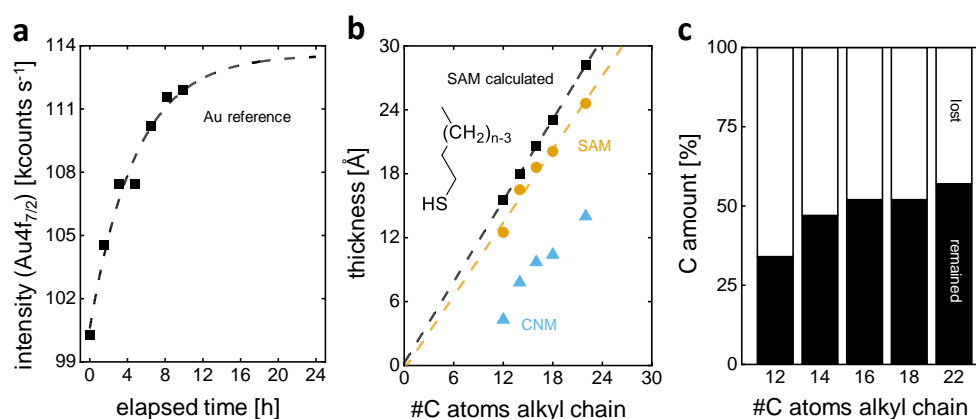 a
intensity (Au4f7/2) [kcounts s-1]
114
111
108
105
102
99
Au reference
0 4 8 12 16 20 24
elapsed time [h]
b
thickness [Å]
30
24
18
12
6
0
SAM calculated
(CH2)n-3
HS
SAM
CNM
0 6 12 18 24 30
#C atoms alkyl chain
c
C amount [%]
100
75
50
25
0
lost
remained
12 14 16 18 22
#C atoms alkyl chain